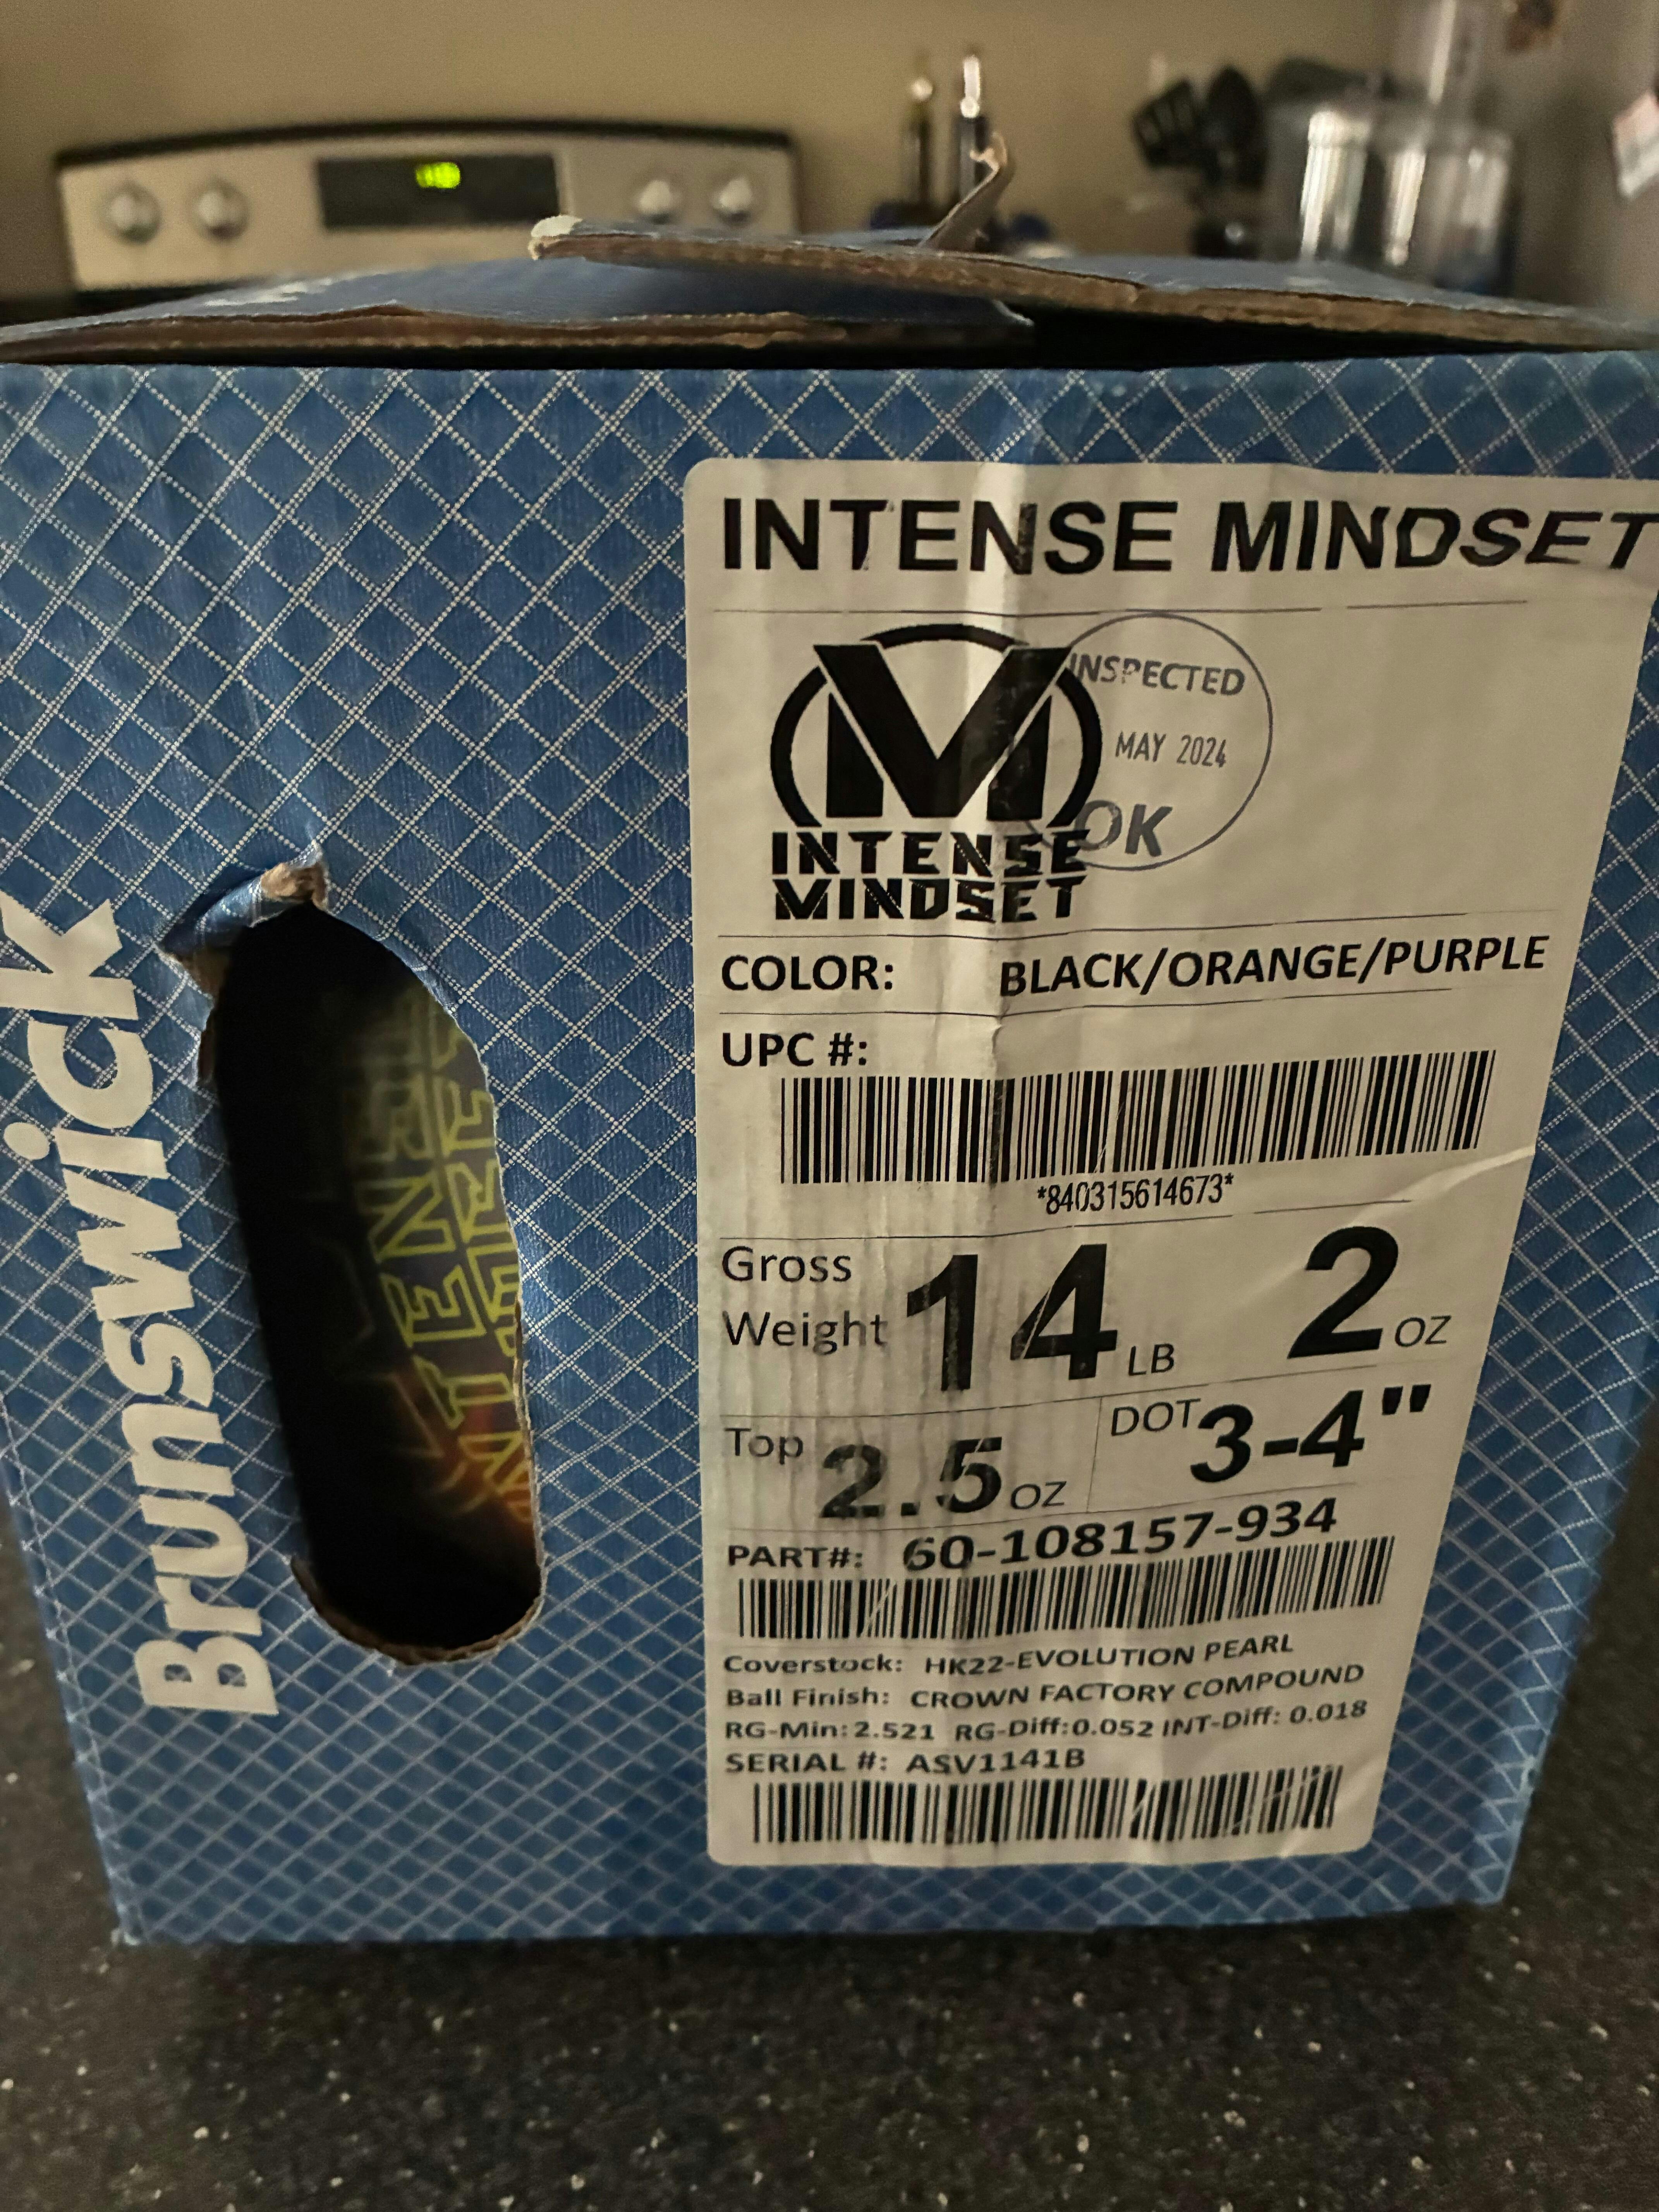 Brunswick
INTENSE MINDSET
INSPECTED
MAY 2024
OK
INTENSE
MINDSET
COLOR: BLACK/ORANGE/PURPLE
UPC #:
*840315614673*
Gross Weight 14 LB 2 OZ
Top 2.5 OZ DOT 3-4"
PART#: 60-108157-934
Coverstock: HK22-EVOLUTION PEARL
Ball Finish: CROWN FACTORY COMPOUND
RG-Min: 2.521 RG-Diff: 0.052 INT-Diff: 0.018
SERIAL #: ASV1141B
INTENSE